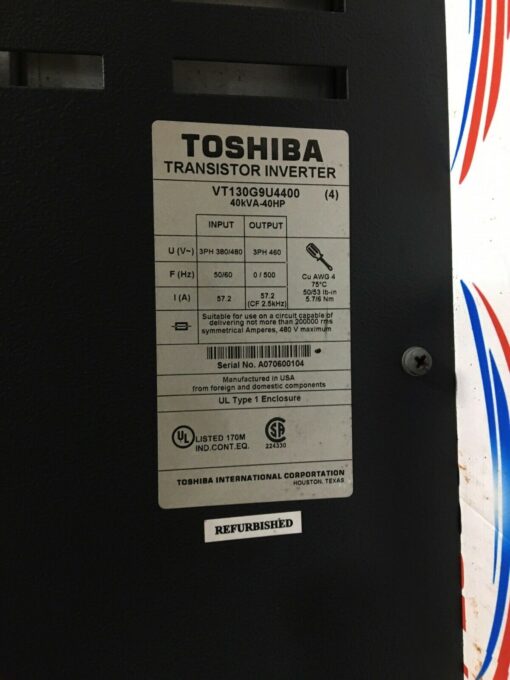 TOSHIBA
TRANSISTOR INVERTER
VT130G9U4400 (4)
40kVA-40HP
INPUT OUTPUT
U (V~) 3PH 380/480 3PH 460
F (Hz) 50/60 0 / 500
I (A) 57.2 57.2
(CF 2.5kHz)
Cu AWG 4
75°C
50/53 lb-in
5.7/6 Nm
Suitable for use on a circuit capable of
delivering not more than 200000 rms
symmetrical Amperes, 480 V maximum
Serial No. A070600104
Manufactured in USA
from foreign and domestic components
UL Type 1 Enclosure
UL LISTED 170M
IND.CONT.EQ.
SA
224330
TOSHIBA INTERNATIONAL CORPORATION
HOUSTON, TEXAS
REFURBISHED